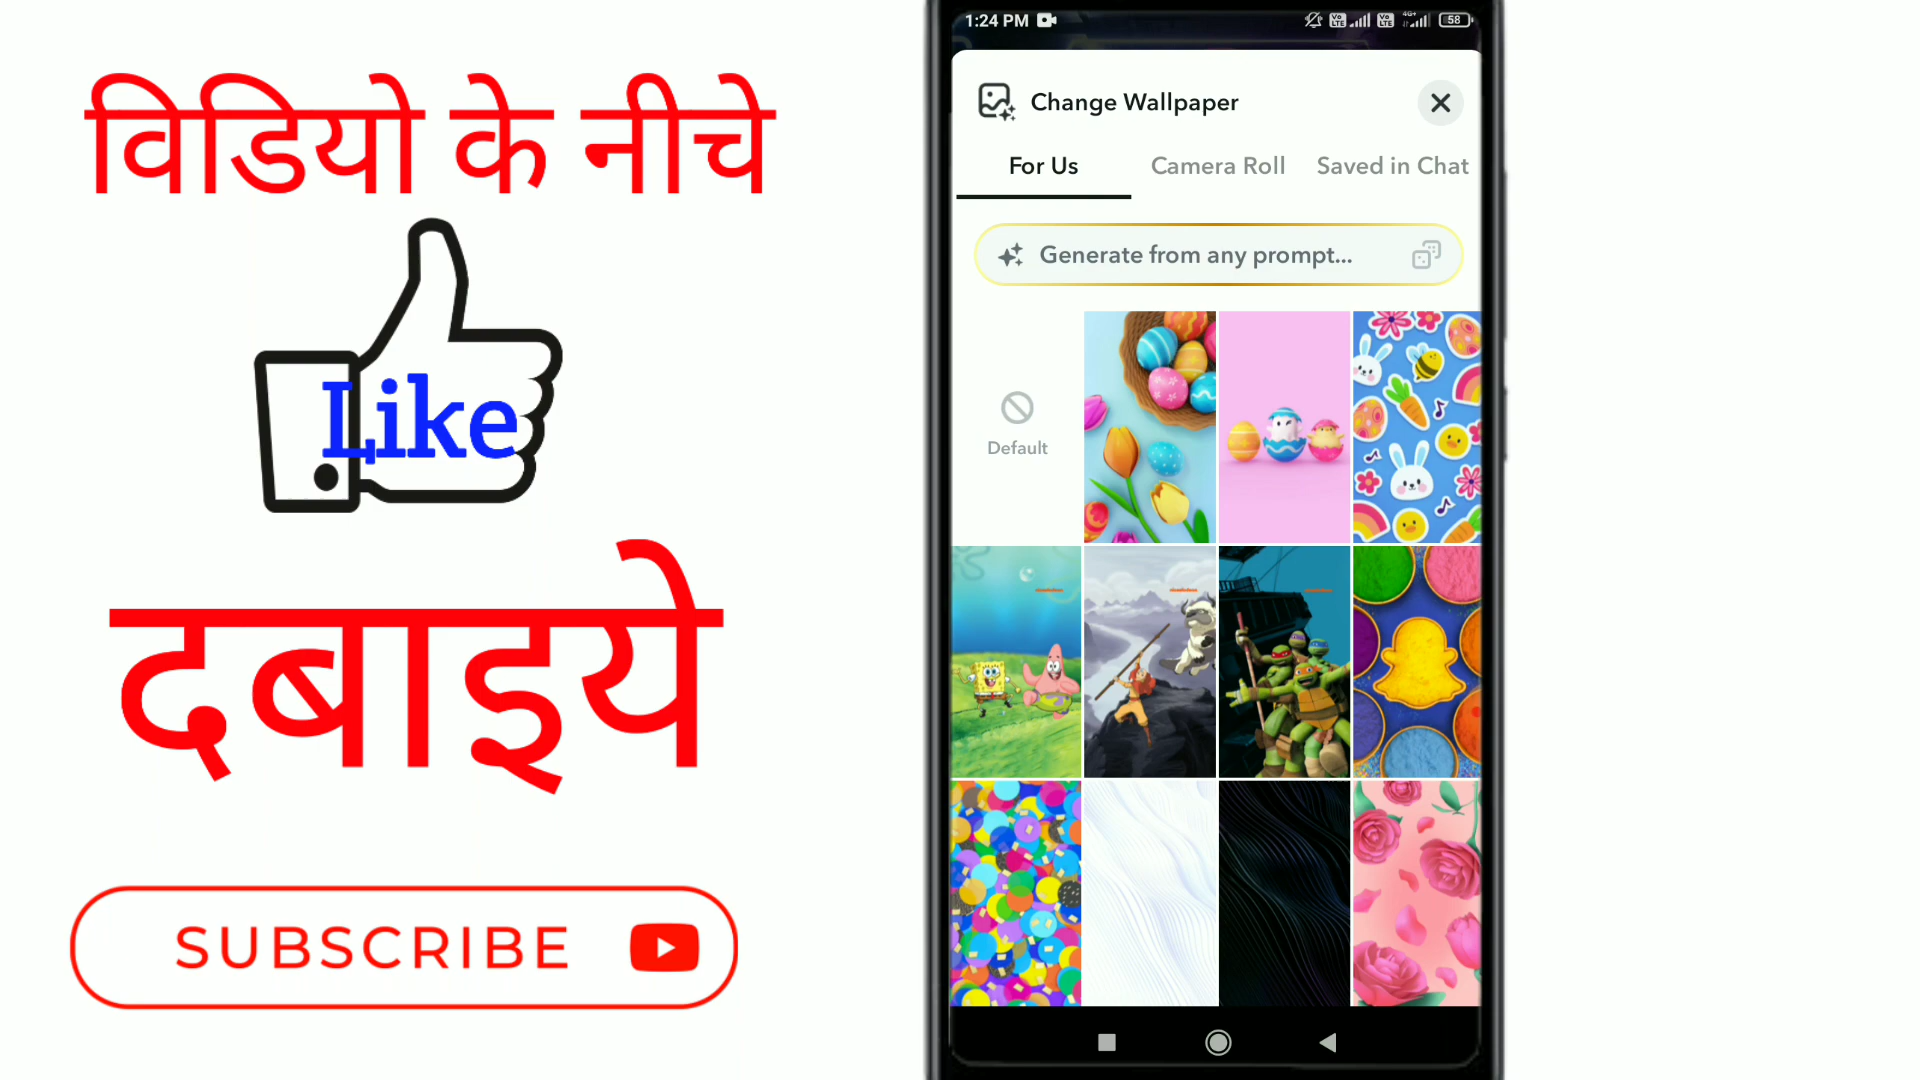 विडियो के नीचे
Like
दबाइये
SUBSCRIBE
1:24 PM
58
Change Wallpaper
For Us
Camera Roll
Saved in Chat
Generate from any prompt...
Default